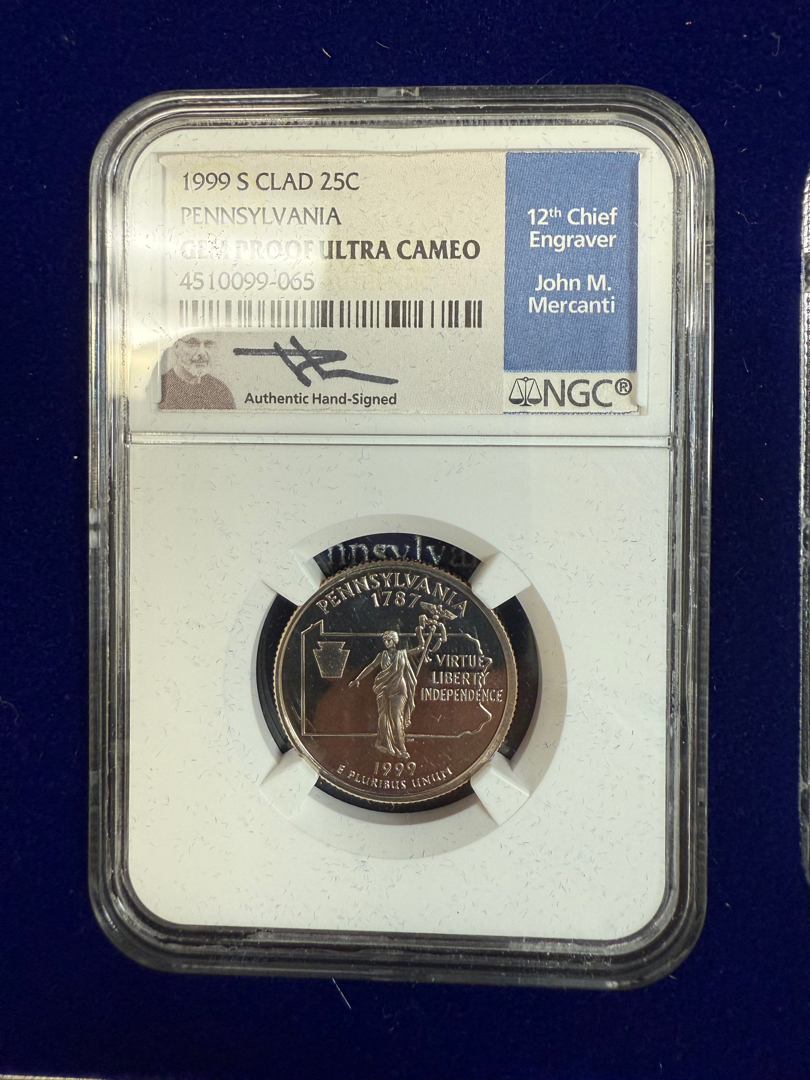 1999 S CLAD 25C
PENNSYLVANIA
GEM PROOF ULTRA CAMEO
4510099-065
Authentic Hand-Signed
12th Chief
Engraver
John M.
Mercanti
NGC®
PENNSYLVANIA
1787
VIRTUE
LIBERTY
INDEPENDENCE
1999
E PLURIBUS UNUM